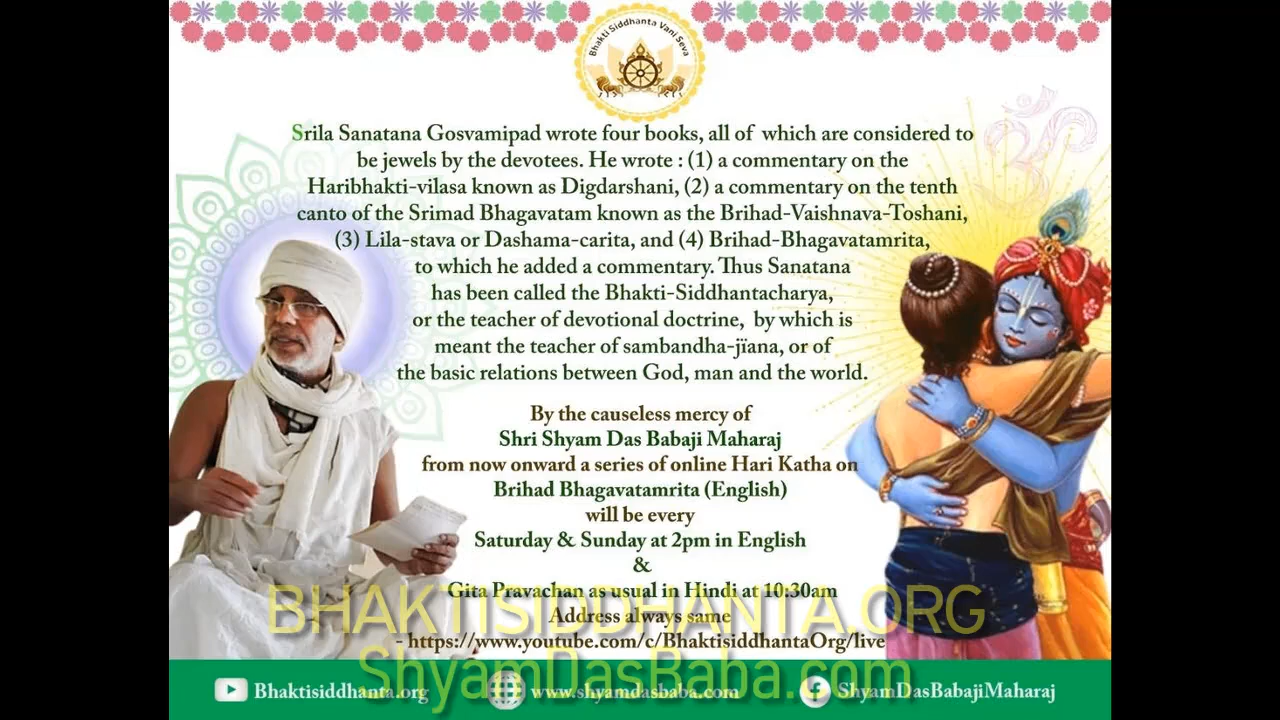 Bhakti Siddhanta Vani Seva
Srila Sanatana Gosvamipad wrote four books, all of which are considered to
be jewels by the devotees. He wrote : (1) a commentary on the
Haribhakti-vilasa known as Digdarshani, (2) a commentary on the tenth
canto of the Srimad Bhagavatam known as the Brihad-Vaishnava-Toshani,
(3) Lila-stava or Dashama-carita, and (4) Brihad-Bhagavatamrita,
to which he added a commentary. Thus Sanatana
has been called the Bhakti-Siddhantacharya,
or the teacher of devotional doctrine, by which is
meant the teacher of sambandha-jïana, or of
the basic relations between God, man and the world.
By the causeless mercy of
Shri Shyam Das Babaji Maharaj
from now onward a series of online Hari Katha on
Brihad Bhagavatamrita (English)
will be every
Saturday & Sunday at 2pm in English
&
Gita Pravachan as usual in Hindi at 10:30am
BHAKTISIDDHANTA.ORG
Address always same
- https://www.youtube.com/c/BhaktisiddhantaOrg/live
ShyamDasBaba.com
Bhaktisiddhanta.org
www.shyamdasbaba.com
ShyamDasBabajiMaharaj
ॐ